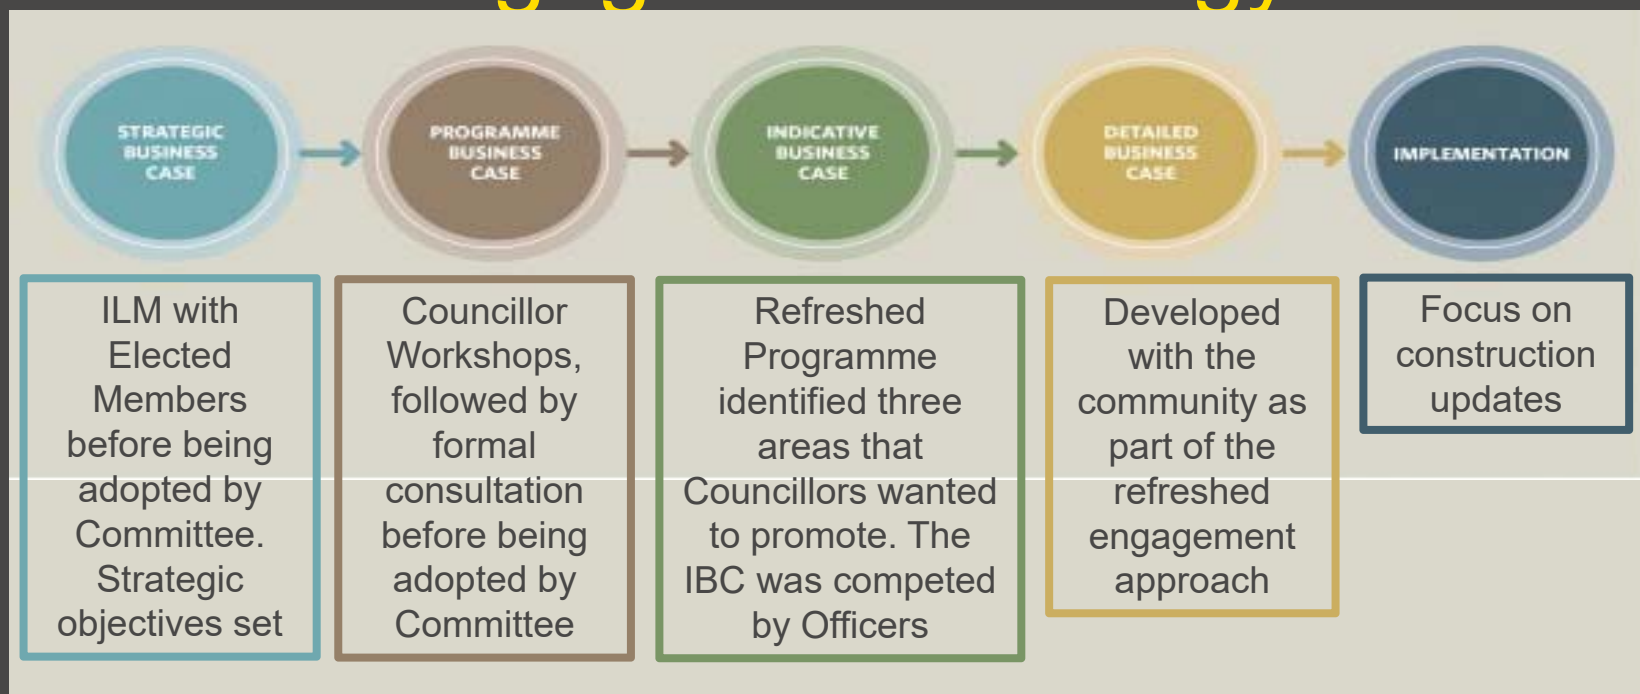 STRATEGIC
BUSINESS
CASE
PROGRAMME
BUSINESS
CASE
INDICATIVE
BUSINESS
CASE
DETAILED
BUSINESS
CASE
IMPLEMENTATION
ILM with
Elected
Members
before being
adopted by
Committee.
Strategic
objectives set
Councillor
Workshops,
followed by
formal
consultation
before being
adopted by
Committee
Refreshed
Programme
identified three
areas that
Councillors wanted
to promote. The
IBC was competed
by Officers
Developed
with the
community as
part of the
refreshed
engagement
approach
Focus on
construction
updates